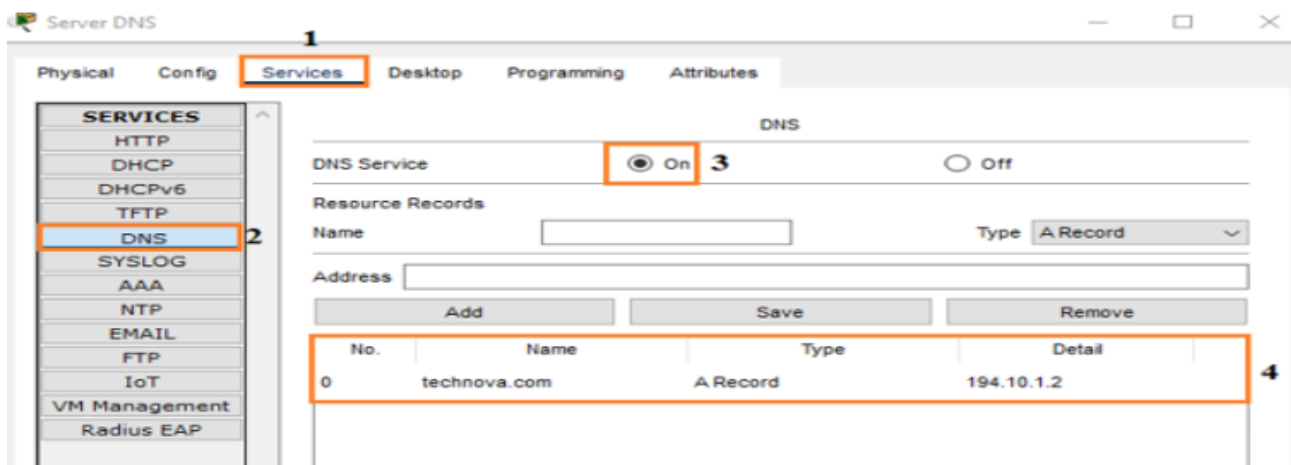 Server DNS
1
Physical Config Services Desktop Programming Attributes
SERVICES
HTTP
DHCP
DHCPv6
TFTP
DNS 2
SYSLOG
AAA
NTP
EMAIL
FTP
IoT
VM Management
Radius EAP
DNS
DNS Service On 3 Off
Resource Records
Name Type A Record
Address
Add Save Remove
No. Name Type Detail
0 technova.com A Record 194.10.1.2 4